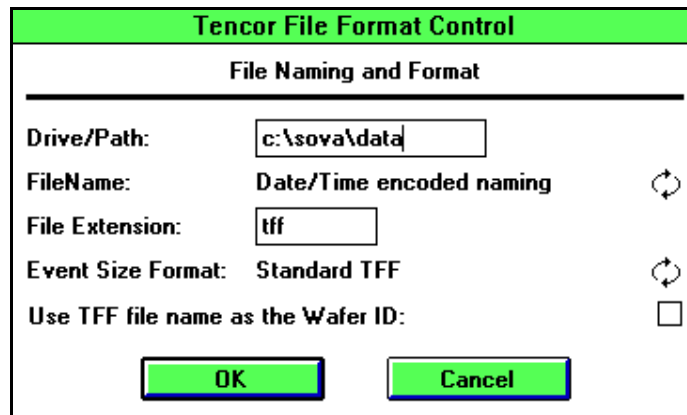 Tencor File Format Control
File Naming and Format
Drive/Path: c:\sova\data
FileName: Date/Time encoded naming
File Extension: tff
Event Size Format: Standard TFF
Use TFF file name as the Wafer ID:
OK Cancel